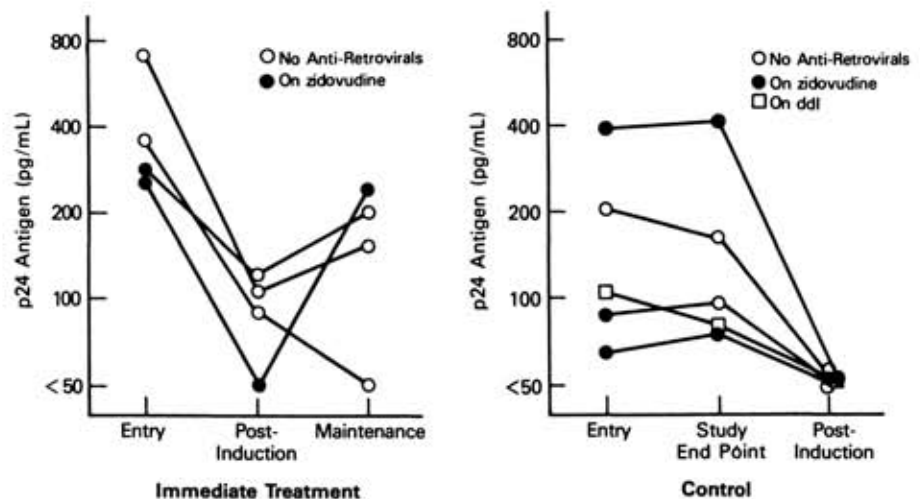 800
400
200
100
<50
p24 Antigen (pg/mL)
No Anti-Retrovirals
On zidovudine
Entry
Post-
Induction
Maintenance
Immediate Treatment
800
400
200
100
<50
p24 Antigen (pg/mL)
No Anti-Retrovirals
On zidovudine
On ddI
Entry
Study
End Point
Post-
Induction
Control